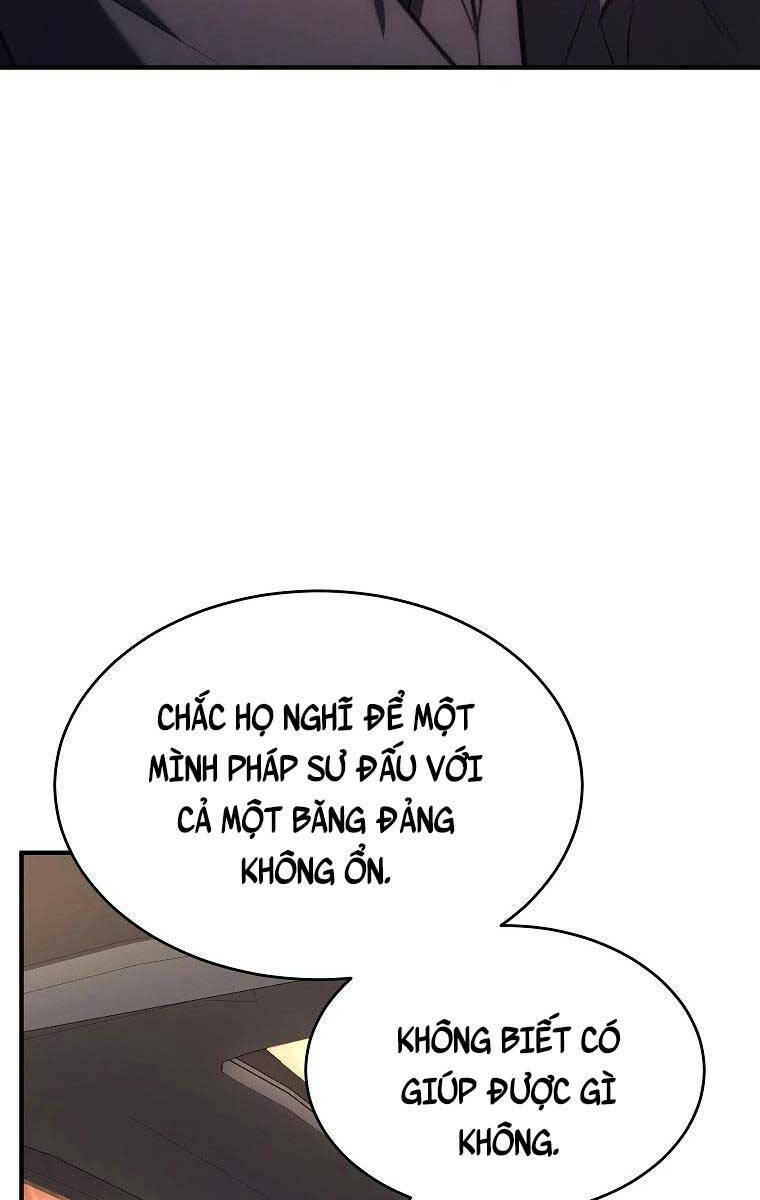 CHẮC HỌ NGHĨ ĐỂ MỘT
MÌNH PHÁP SƯ ĐẤU VỚI
CẢ MỘT BĂNG ĐẢNG
KHÔNG ỔN.
KHÔNG BIẾT CÓ
GIÚP ĐƯỢC GÌ
KHÔNG.